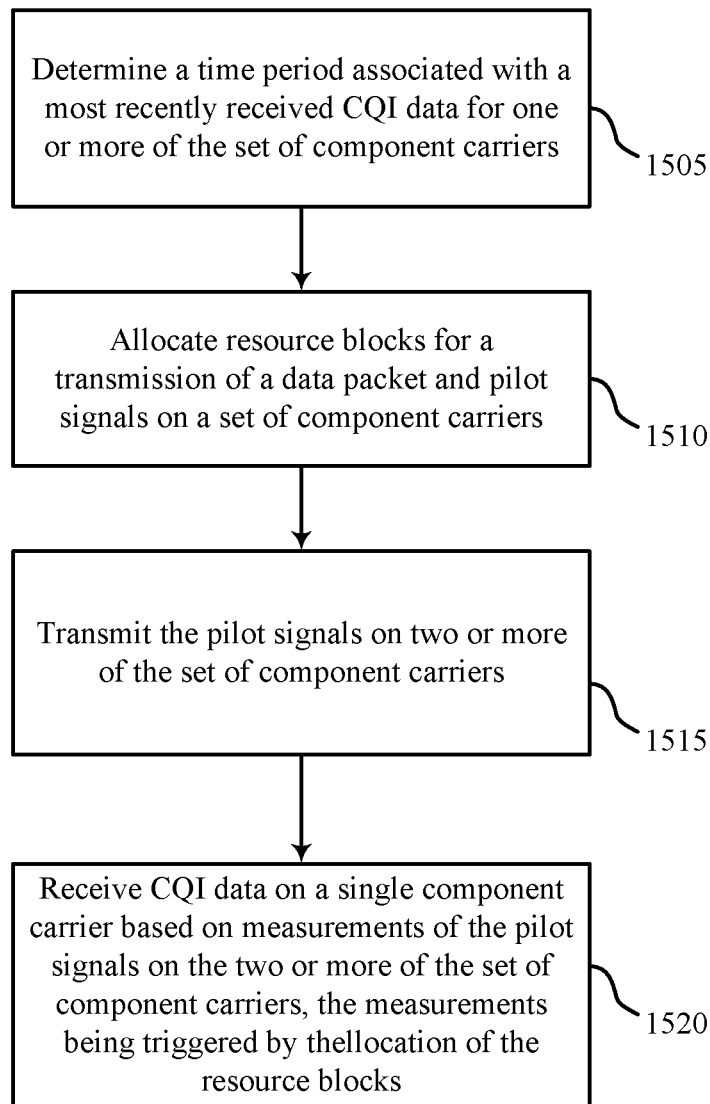 Determine a time period associated with a
most recently received CQI data for one
or more of the set of component carriers
1505
Allocate resource blocks for a
transmission of a data packet and pilot
signals on a set of component carriers
1510
Transmit the pilot signals on two or more
of the set of component carriers
1515
Receive CQI data on a single component
carrier based on measurements of the pilot
signals on the two or more of the set of
component carriers, the measurements
being triggered by thellocation of the
resource blocks
1520